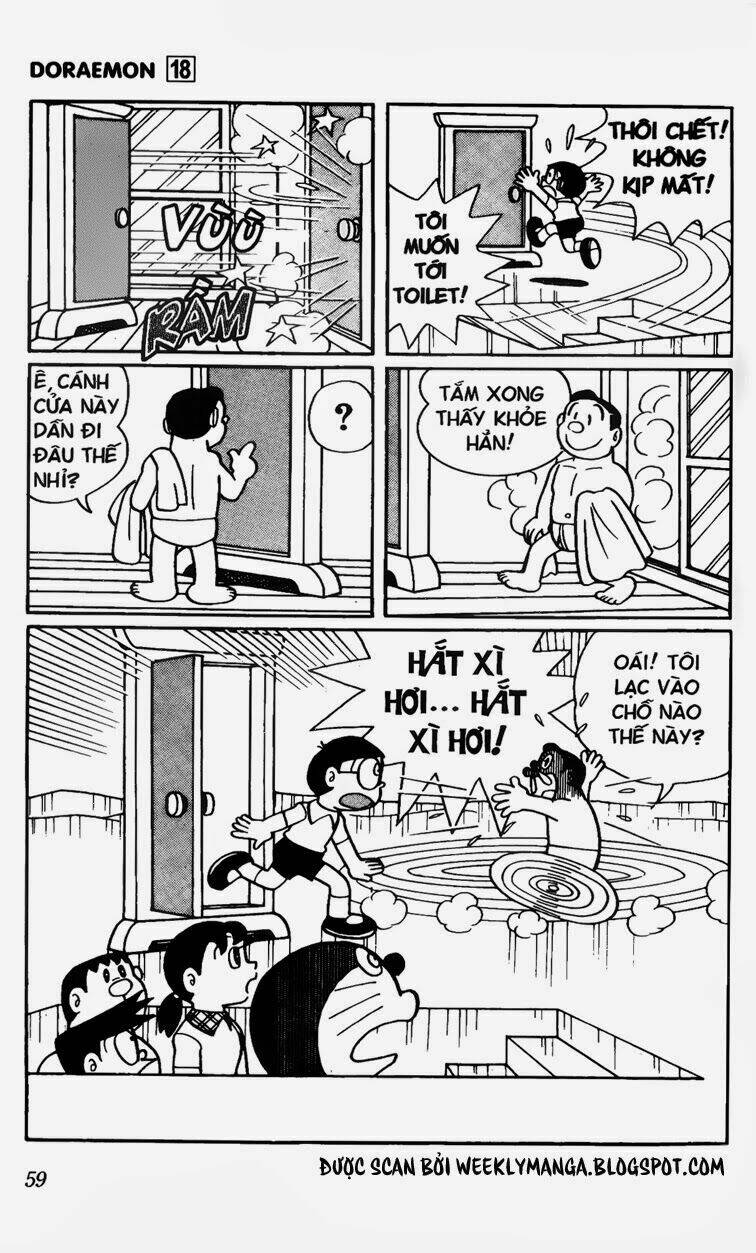 DORAEMON 18
THÔI CHẾT!
KHÔNG
KỊP MẤT!
TÔI
MUỐN
TỚI
TOILET!
VÙÙ
RẦM
TẮM XONG
THẤY KHỎE
HẲN!
Ê, CÁNH
CỬA NÀY
DẪN ĐI
ĐÂU THẾ
NHỈ?
?
OÁI! TÔI
LẠC VÀO
CHỖ NÀO
THẾ NÀY?
HẮT XÌ
HƠI... HẮT
XÌ HƠI!
59
ĐƯỢC SCAN BỞI WEEKLYMANGA.BLOGSPOT.COM